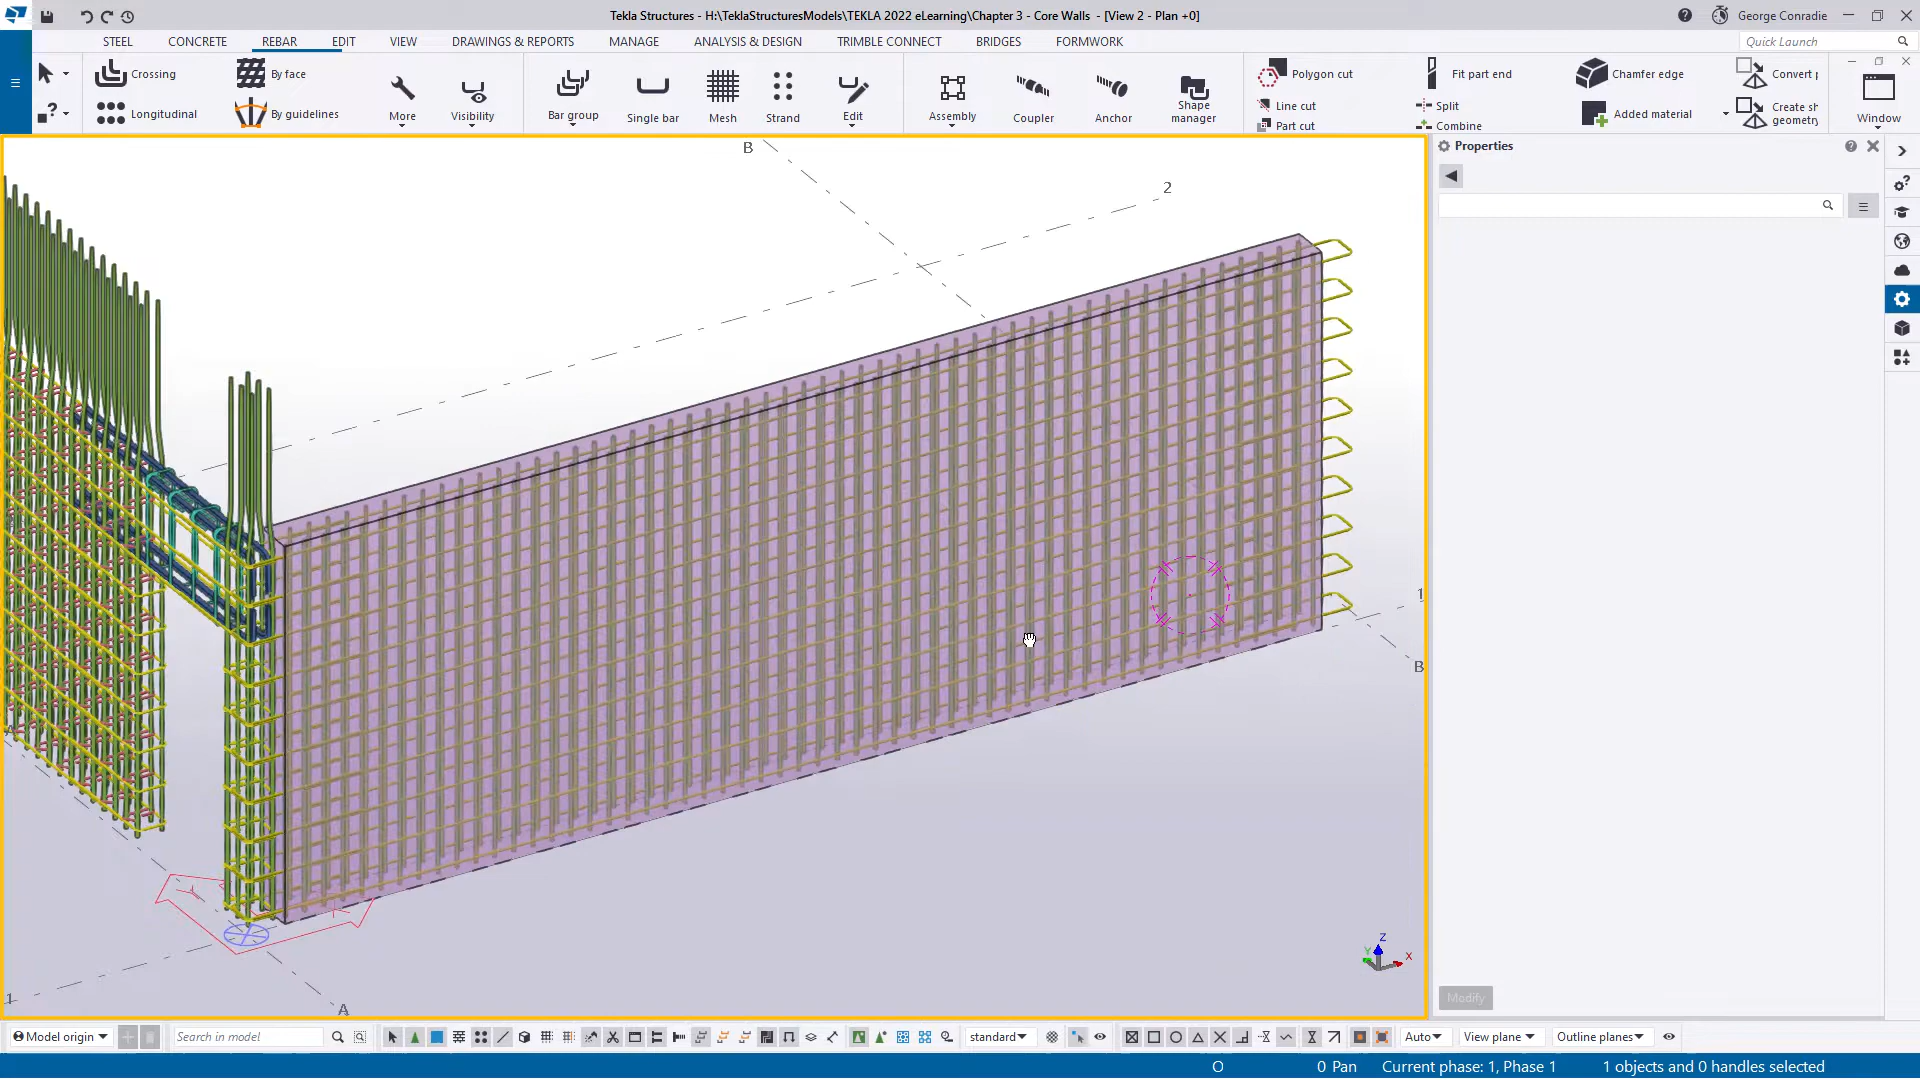 Tekla Structures - H:\TeklaStructuresModels\TEKLA 2022 eLearning\Chapter 3 - Core Walls - [View 2 - Plan +0]
George Conradie
STEEL CONCRETE REBAR EDIT VIEW DRAWINGS & REPORTS MANAGE ANALYSIS & DESIGN TRIMBLE CONNECT BRIDGES FORMWORK
Quick Launch
Crossing
Longitudinal
By face
By guidelines
More
Visibility
Bar group
Single bar
Mesh
Strand
Edit
Assembly
Coupler
Anchor
Shape
manager
Polygon cut
Line cut
Part cut
Fit part end
Split
Combine
Chamfer edge
Added material
Convert p
Create sh
geometry
Window
Properties
B
2
1
B
A
1
A
Z
Y
X
Modify
Model origin
Search in model
standard
Auto
View plane
Outline planes
O
0 Pan
Current phase: 1, Phase 1
1 objects and 0 handles selected